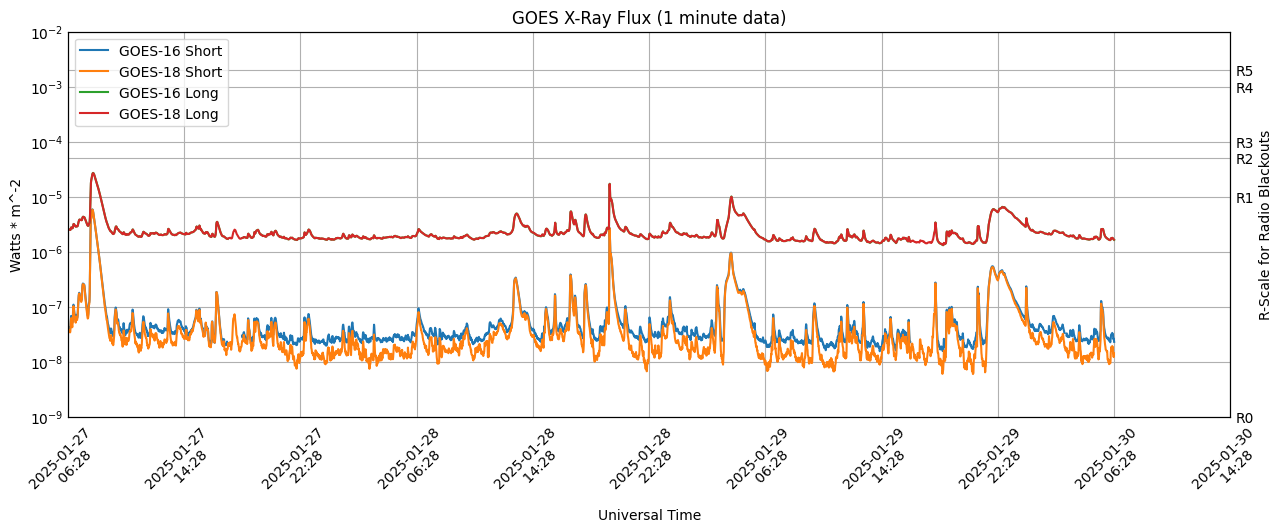 GOES X-Ray Flux (1 minute data)
GOES-16 Short
GOES-18 Short
GOES-16 Long
GOES-18 Long
10^-2
10^-3
10^-4
10^-5
10^-6
10^-7
10^-8
10^-9
Watts * m^-2
R5
R4
R3
R2
R1
R0
R-Scale for Radio Blackouts
2025-01-27
06:28
2025-01-27
14:28
2025-01-27
22:28
2025-01-28
06:28
2025-01-28
14:28
2025-01-28
22:28
2025-01-29
06:28
2025-01-29
14:28
2025-01-29
22:28
2025-01-30
06:28
2025-01-30
14:28
Universal Time